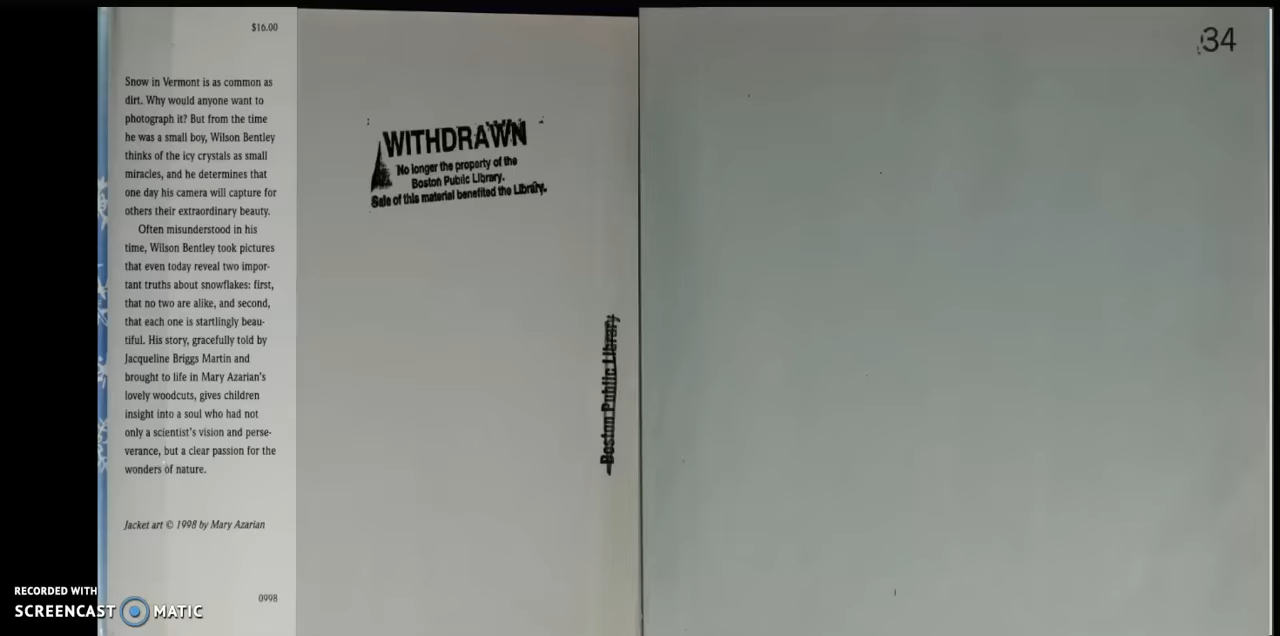 $16.00
Snow in Vermont is as common as
dirt. Why would anyone want to
photograph it? But from the time
he was a small boy, Wilson Bentley
thinks of the icy crystals as small
miracles, and he determines that
one day his camera will capture for
others their extraordinary beauty.
Often misunderstood in his
time, Wilson Bentley took pictures
that even today reveal two impor-
tant truths about snowflakes: first,
that no two are alike, and second,
that each one is startlingly beau-
tiful. His story, gracefully told by
Jacqueline Briggs Martin and
brought to life in Mary Azarian's
lovely woodcuts, gives children
insight into a soul who had not
only a scientist's vision and perse-
verance, but a clear passion for the
wonders of nature.
Jacket art © 1998 by Mary Azarian
0998
WITHDRAWN
No longer the property of the
Boston Public Library.
Sale of this material benefited the Library.
Boston Public Library
34
RECORDED WITH
SCREENCAST MATIC